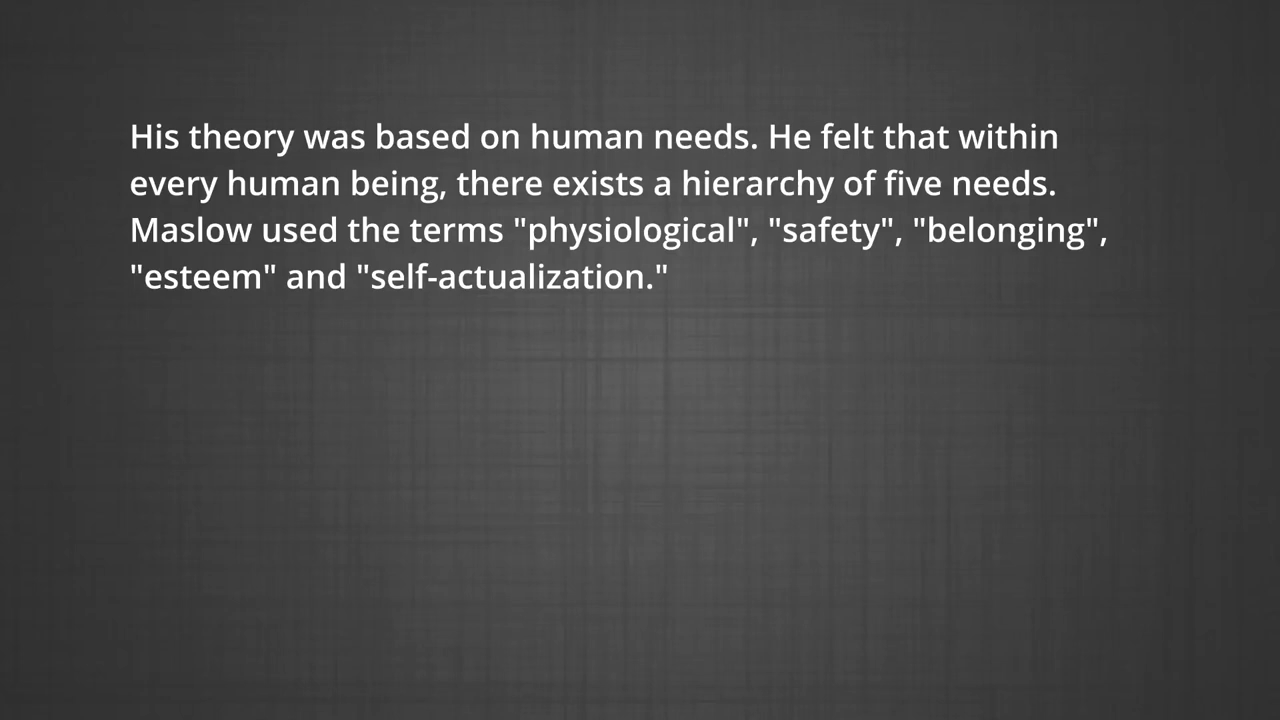 His theory was based on human needs. He felt that within
every human being, there exists a hierarchy of five needs.
Maslow used the terms "physiological", "safety", "belonging",
"esteem" and "self-actualization."